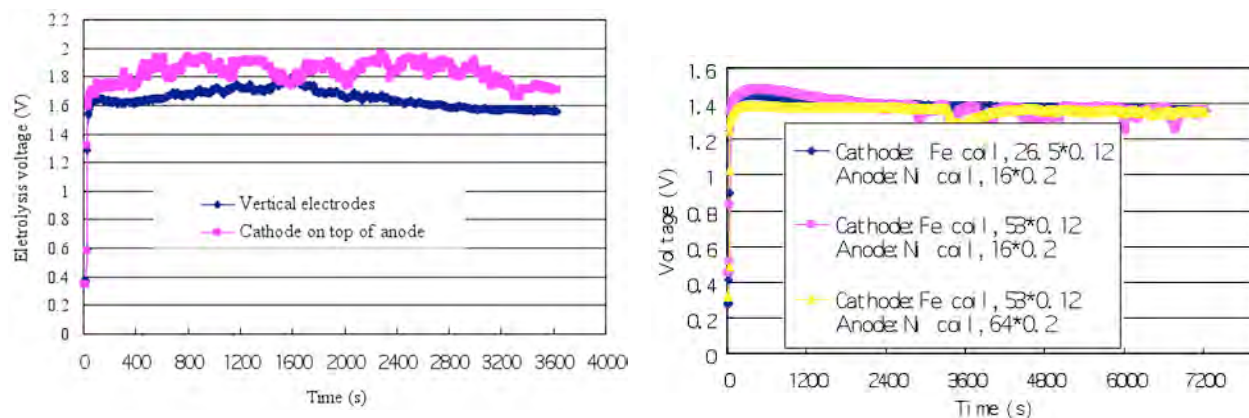 2.2
2
1.8
1.6
1.4
1.2
1
0.8
0.6
0.4
0.2
0
Eletrolysis voltage (V)
Vertical electrodes
Cathode on top of anode
0 400 800 1200 1600 2000 2400 2800 3200 3600 4000
Time (s)
1.6
1.4
1.2
1
0.8
0.6
0.4
0.2
0
Voltage (V)
Cathode: Fe coil, 26.5*0.12
Anode: Ni coil, 16*0.2
Cathode: Fe coil, 53*0.12
Anode: Ni coil, 16*0.2
Cathode: Fe coil, 53*0.12
Anode: Ni coil, 64*0.2
0 1200 2400 3600 4800 6000 7200
Time (s)